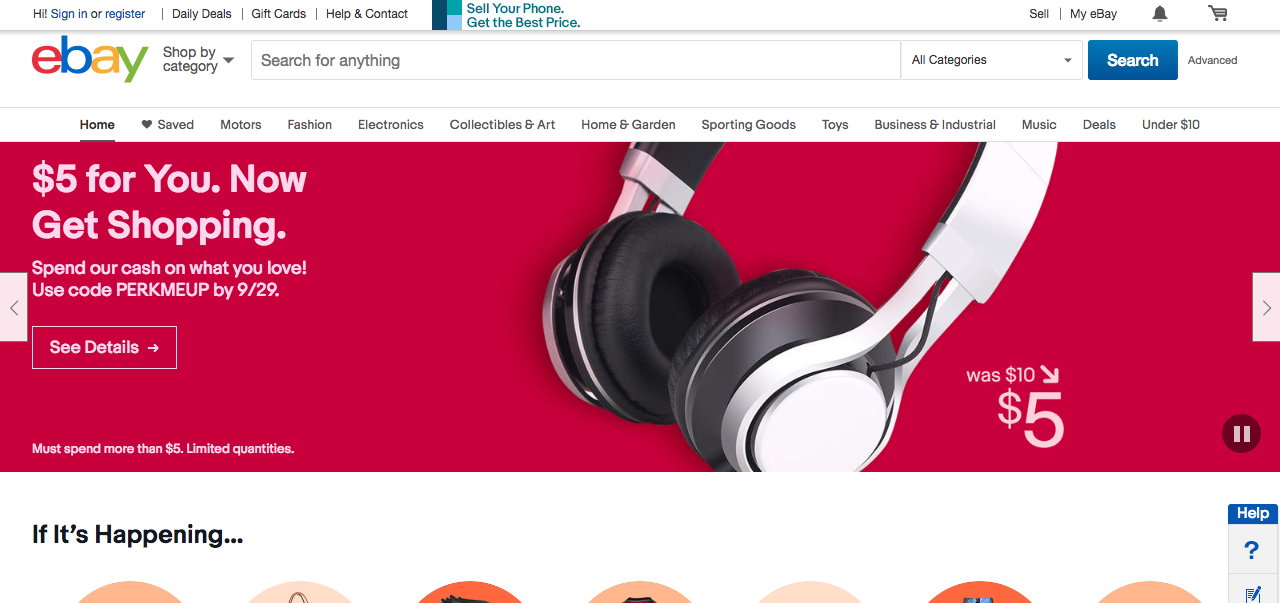 Hi! Sign in or register
Daily Deals
Gift Cards
Help & Contact
Sell Your Phone.
Get the Best Price.
Sell
My eBay
ebay
Shop by
category
Search for anything
All Categories
Search
Advanced
Home
Saved
Motors
Fashion
Electronics
Collectibles & Art
Home & Garden
Sporting Goods
Toys
Business & Industrial
Music
Deals
Under $10
$5 for You. Now
Get Shopping.
Spend our cash on what you love!
Use code PERKMEUP by 9/29.
See Details →
was $10
$5
Must spend more than $5. Limited quantities.
If It’s Happening...
Help
?